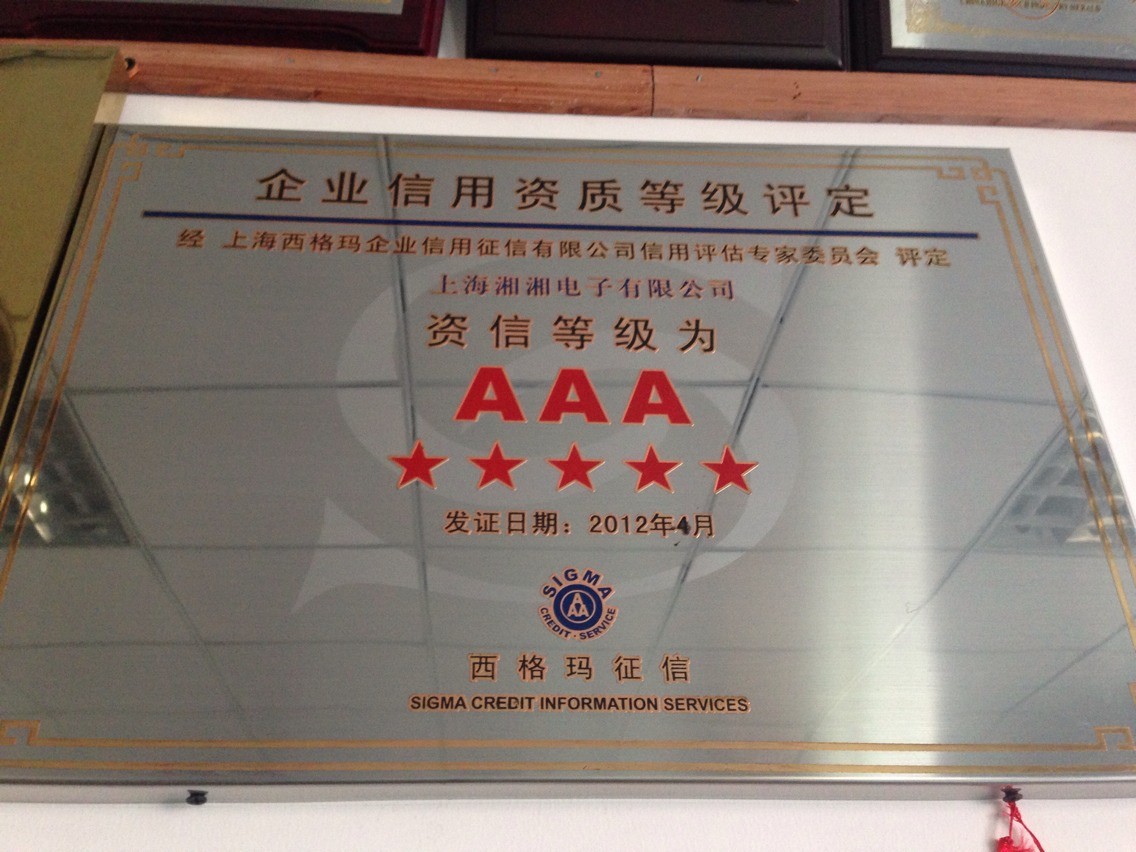 企业信用资质等级评定
经 上海西格玛企业信用征信有限公司信用评估专家委员会 评定
上海湘湘电子有限公司
资信等级为
AAA
发证日期：2012年4月
SIGMA
AAA
CREDIT·SERVICE
西格玛征信
SIGMA CREDIT INFORMATION SERVICES